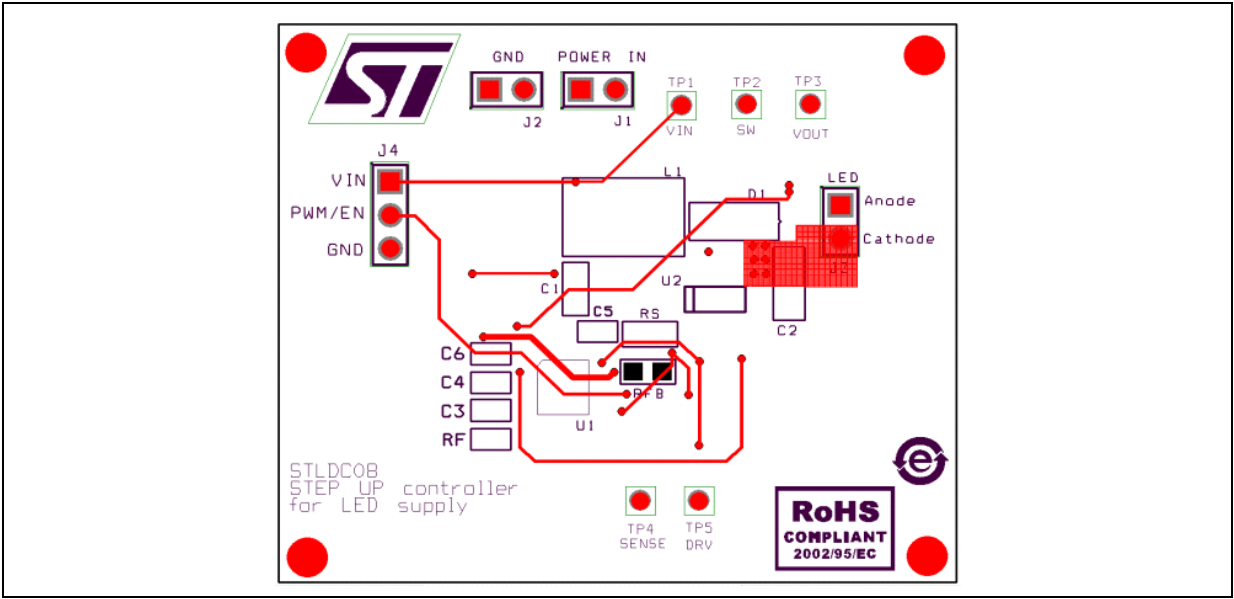 ST
GND
POWER IN
J2
J1
TP1
VIN
TP2
SW
TP3
VOUT
J4
VIN
PWM/EN
GND
L1
D1
LED
Anode
Cathode
C1
U2
C2
C5
RS
C6
C4
C3
RF
RFB
U1
STLDC08
STEP UP controller
for LED supply
TP4
SENSE
TP5
DRV
e
RoHS
COMPLIANT
2002/95/EC